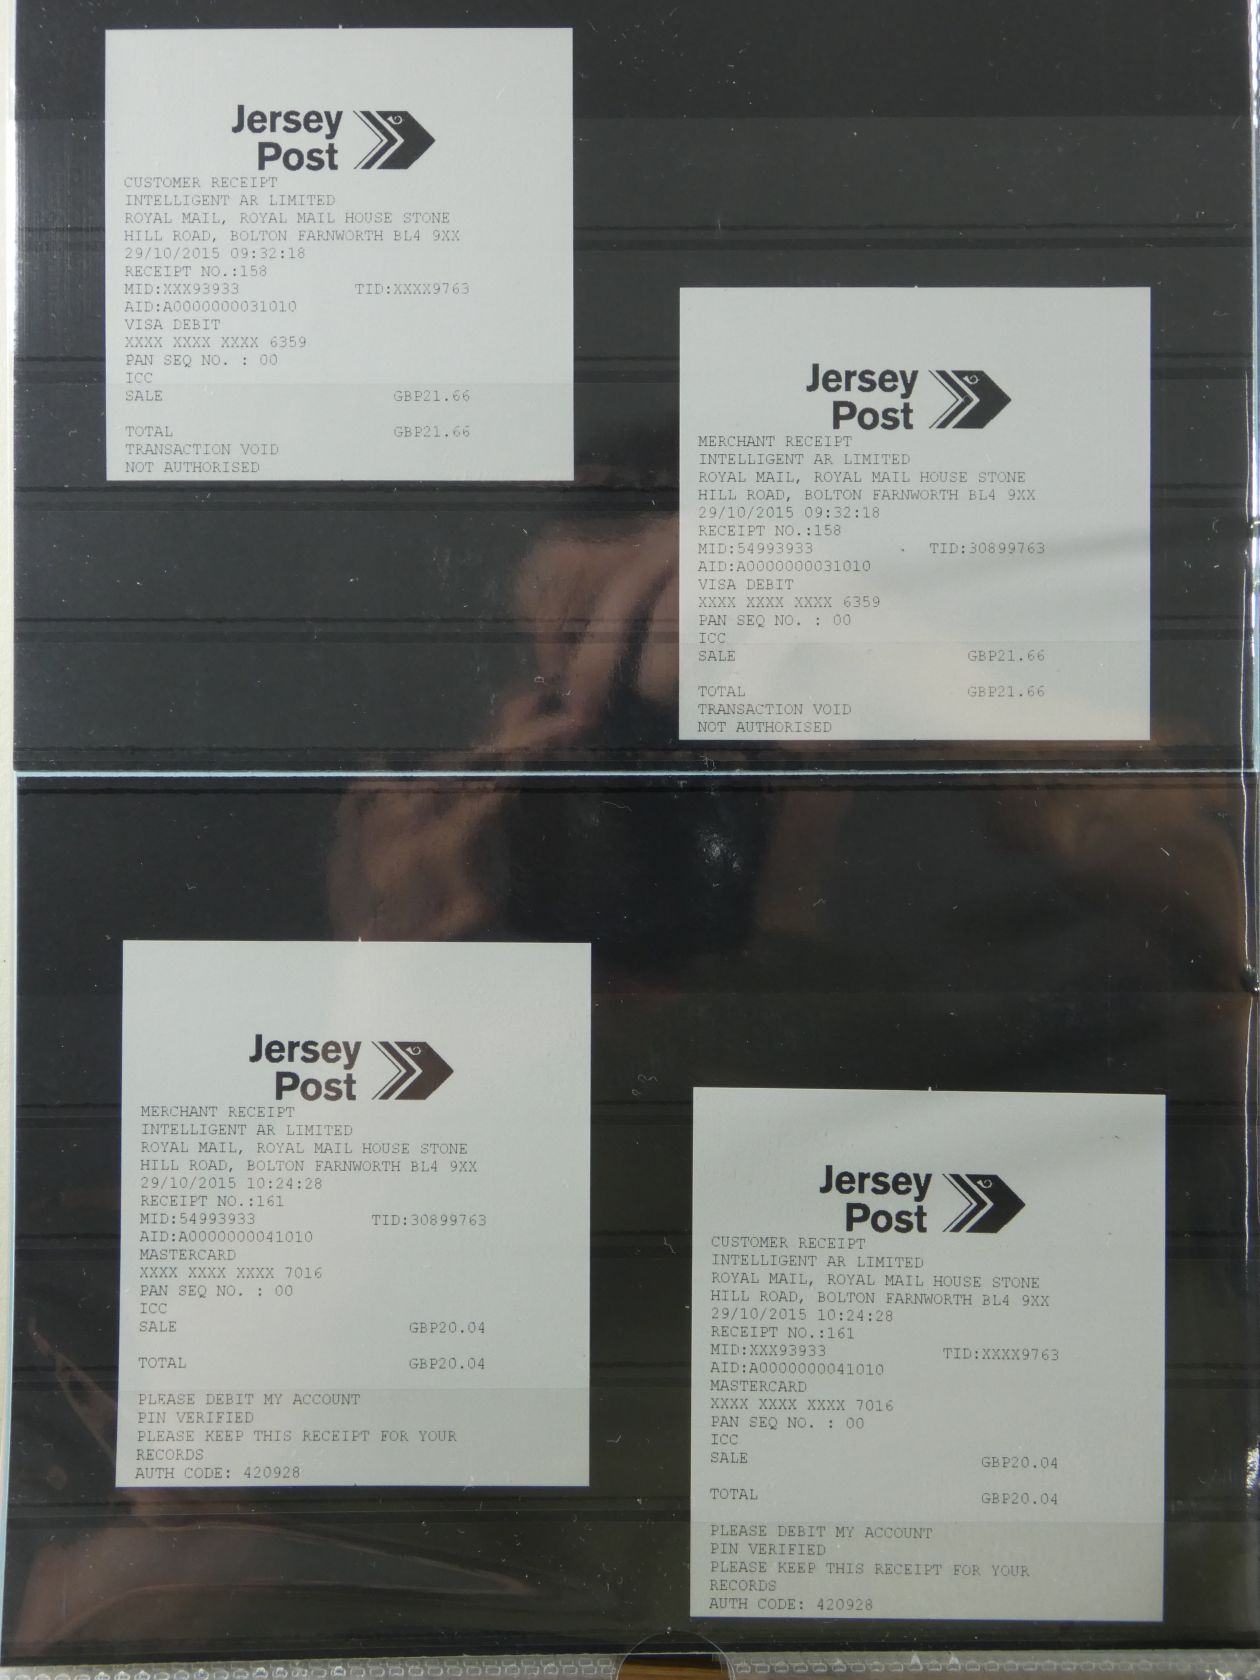 Jersey
Post
CUSTOMER RECEIPT
INTELLIGENT AR LIMITED
ROYAL MAIL, ROYAL MAIL HOUSE STONE
HILL ROAD, BOLTON FARNWORTH BL4 9XX
29/10/2015 09:32:18
RECEIPT NO.:158
MID:XXX93933 TID:XXXX9763
AID:A0000000031010
VISA DEBIT
XXXX XXXX XXXX 6359
PAN SEQ NO. : 00
ICC
SALE GBP21.66
TOTAL GBP21.66
TRANSACTION VOID
NOT AUTHORISED
Jersey
Post
MERCHANT RECEIPT
INTELLIGENT AR LIMITED
ROYAL MAIL, ROYAL MAIL HOUSE STONE
HILL ROAD, BOLTON FARNWORTH BL4 9XX
29/10/2015 09:32:18
RECEIPT NO.:158
MID:54993933 TID:30899763
AID:A0000000031010
VISA DEBIT
XXXX XXXX XXXX 6359
PAN SEQ NO. : 00
ICC
SALE GBP21.66
TOTAL GBP21.66
TRANSACTION VOID
NOT AUTHORISED
Jersey
Post
MERCHANT RECEIPT
INTELLIGENT AR LIMITED
ROYAL MAIL, ROYAL MAIL HOUSE STONE
HILL ROAD, BOLTON FARNWORTH BL4 9XX
29/10/2015 10:24:28
RECEIPT NO.:161
MID:54993933 TID:30899763
AID:A0000000041010
MASTERCARD
XXXX XXXX XXXX 7016
PAN SEQ NO. : 00
ICC
SALE GBP20.04
TOTAL GBP20.04
PLEASE DEBIT MY ACCOUNT
PIN VERIFIED
PLEASE KEEP THIS RECEIPT FOR YOUR
RECORDS
AUTH CODE: 420928
Jersey
Post
CUSTOMER RECEIPT
INTELLIGENT AR LIMITED
ROYAL MAIL, ROYAL MAIL HOUSE STONE
HILL ROAD, BOLTON FARNWORTH BL4 9XX
29/10/2015 10:24:28
RECEIPT NO.:161
MID:XXX93933 TID:XXXX9763
AID:A0000000041010
MASTERCARD
XXXX XXXX XXXX 7016
PAN SEQ NO. : 00
ICC
SALE GBP20.04
TOTAL GBP20.04
PLEASE DEBIT MY ACCOUNT
PIN VERIFIED
PLEASE KEEP THIS RECEIPT FOR YOUR
RECORDS
AUTH CODE: 420928